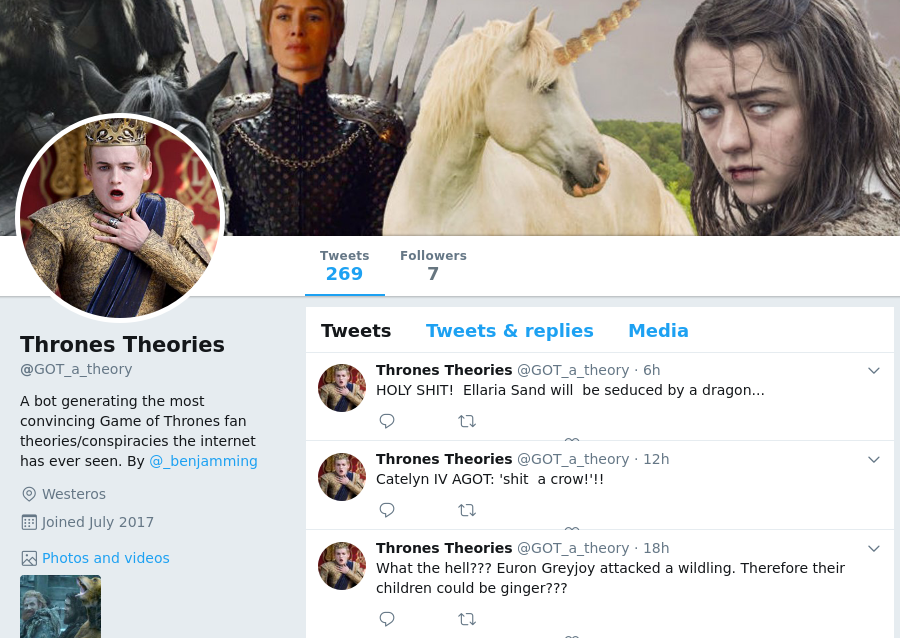 Tweets
269
Followers
7
Thrones Theories
@GOT_a_theory
A bot generating the most
convincing Game of Thrones fan
theories/conspiracies the internet
has ever seen. By @_benjamming
Westeros
Joined July 2017
Photos and videos
Tweets Tweets & replies Media
Thrones Theories @GOT_a_theory · 6h
HOLY SHIT!  Ellaria Sand will  be seduced by a dragon...
Thrones Theories @GOT_a_theory · 12h
Catelyn IV AGOT: 'shit  a crow!'!!
Thrones Theories @GOT_a_theory · 18h
What the hell??? Euron Greyjoy attacked a wildling. Therefore their
children could be ginger???